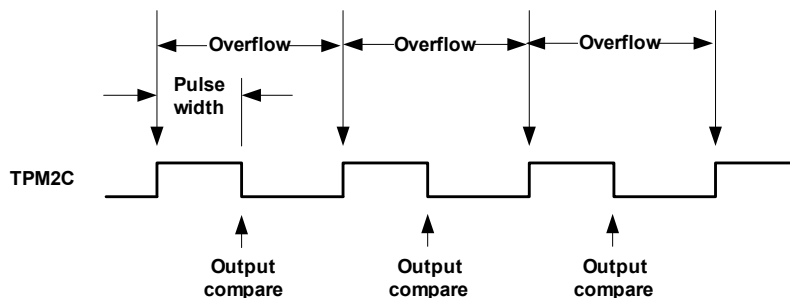 Overflow
Overflow
Overflow
Pulse
width
TPM2C
Output
compare
Output
compare
Output
compare